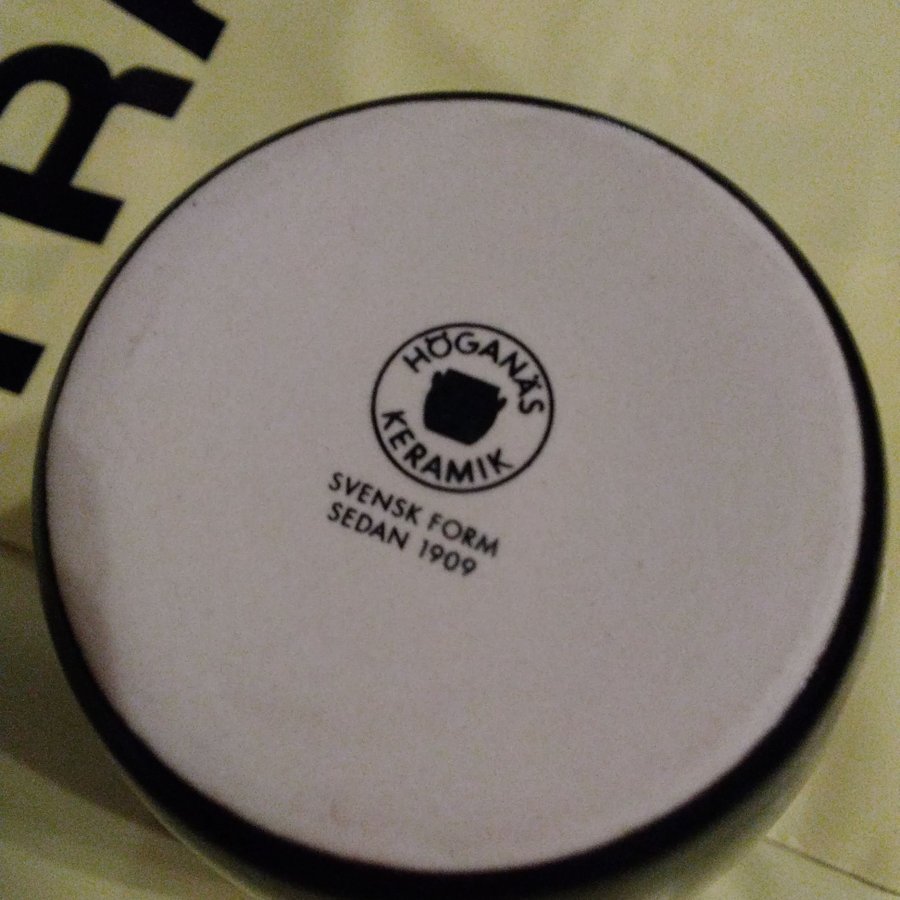 HÖGANÄS
KERAMIK
SVENSK FORM
SEDAN 1909